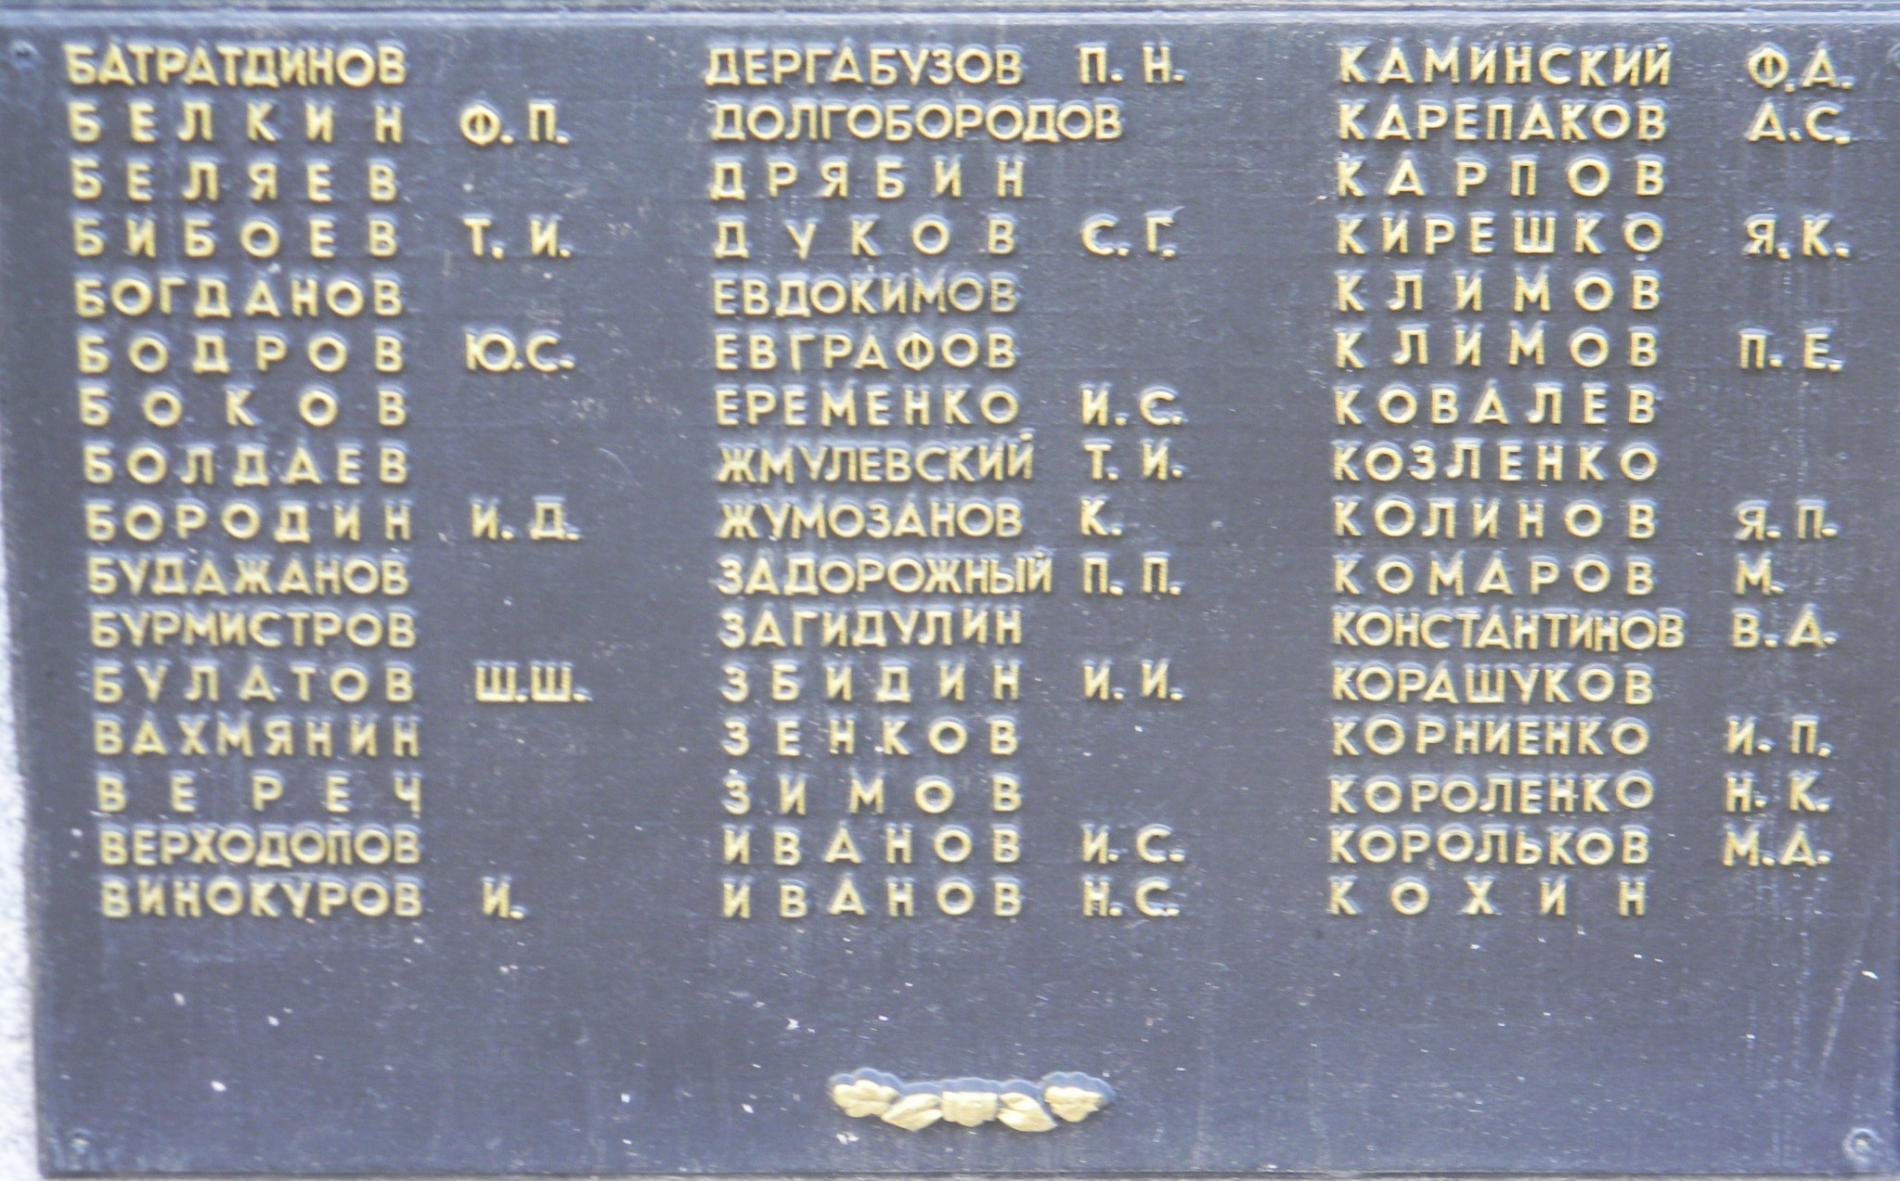 БАТРАТДИНОВ
БЕЛКИН Ф.П.
БЕЛЯЕВ
БИБОЕВ Т.И.
БОГДАНОВ
БОДРОВ Ю.С.
БОКОВ
БОЛДАЕВ
БОРОДИН И.Д.
БУДАЖАНОВ
БУРМИСТРОВ
БУЛАТОВ Ш.Ш.
ВАХМЯНИН
ВЕРЕЧ
ВЕРХОДОПОВ
ВИНОКУРОВ И.
ДЕРГАБУЗОВ П.Н.
ДОЛГОБОРОДОВ
ДРЯБИН
ДУКОВ С.Г.
ЕВДОКИМОВ
ЕВГРАФОВ
ЕРЕМЕНКО И.С.
ЖМУЛЕВСКИЙ Т.И.
ЖУМОЗАНОВ К.
ЗАДОРОЖНЫЙ П.П.
ЗАГИДУЛИН
ЗБИДИН И.И.
ЗЕНКОВ
ЗИМОВ
ИВАНОВ И.С.
ИВАНОВ Н.С.
КАМИНСКИЙ Ф.А.
КАРЕПАКОВ А.С.
КАРПОВ
КИРЕШКО Я.К.
КЛИМОВ
КЛИМОВ П.Е.
КОВАЛЕВ
КОЗЛЕНКО
КОЛИНОВ Я.П.
КОМАРОВ М.
КОНСТАНТИНОВ В.А.
КОРАШУКОВ
КОРНИЕНКО И.П.
КОРОЛЕНКО Н.К.
КОРОЛЬКОВ М.А.
КОХИН